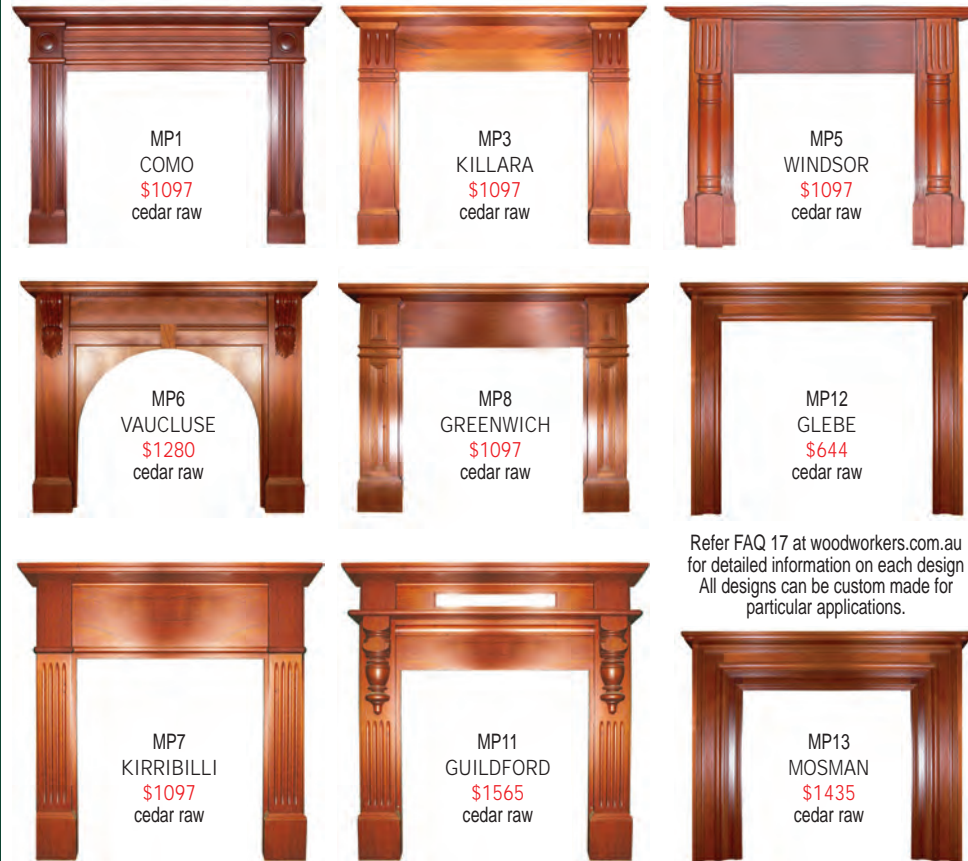 MP1
COMO
$1097
cedar raw
MP3
KILLARA
$1097
cedar raw
MP5
WINDSOR
$1097
cedar raw
MP6
VAUCLUSE
$1280
cedar raw
MP8
GREENWICH
$1097
cedar raw
MP12
GLEBE
$644
cedar raw
Refer FAQ 17 at woodworkers.com.au
for detailed information on each design
All designs can be custom made for
particular applications.
MP7
KIRRIBILLI
$1097
cedar raw
MP11
GUILDFORD
$1565
cedar raw
MP13
MOSMAN
$1435
cedar raw